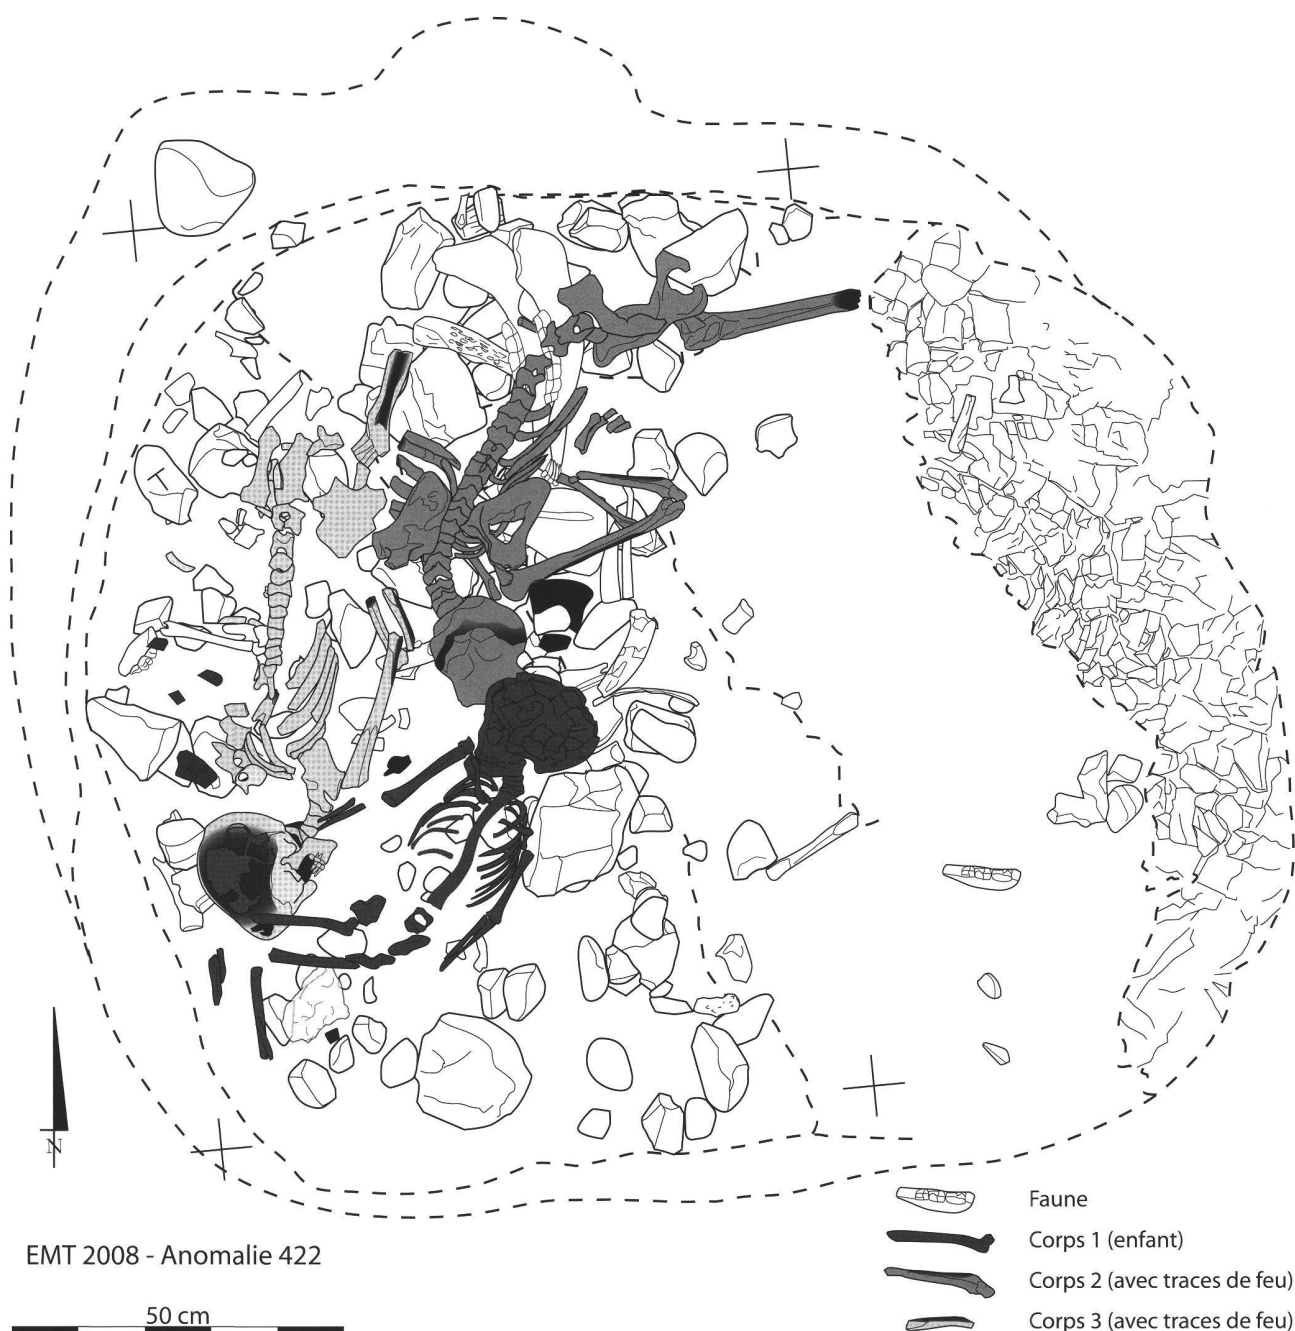 N
Faune
Corps 1 (enfant)
EMT 2008 - Anomalie 422
Corps 2 (avec traces de feu)
50 cm
Corps 3 (avec traces de feu)